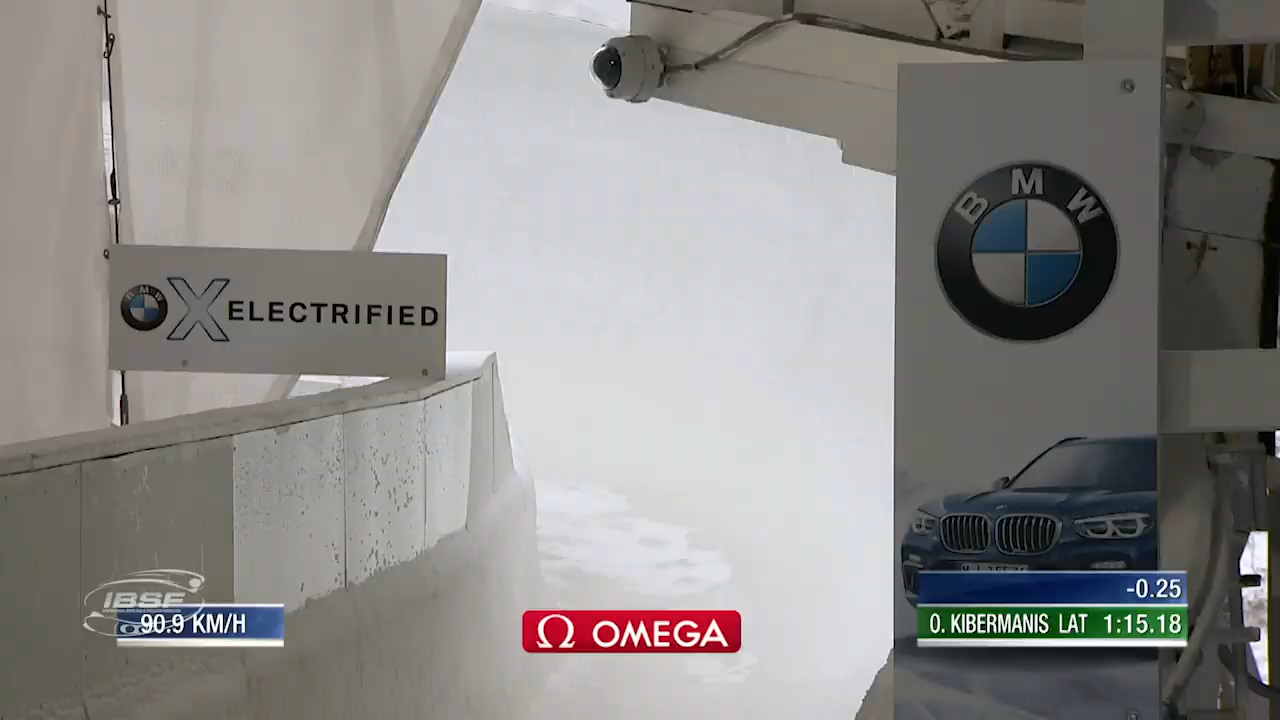 BMW
BMW
X ELECTRIFIED
-0.25
IBSF
90.9 KM/H
Ω OMEGA
O. KIBERMANIS LAT 1:15.18